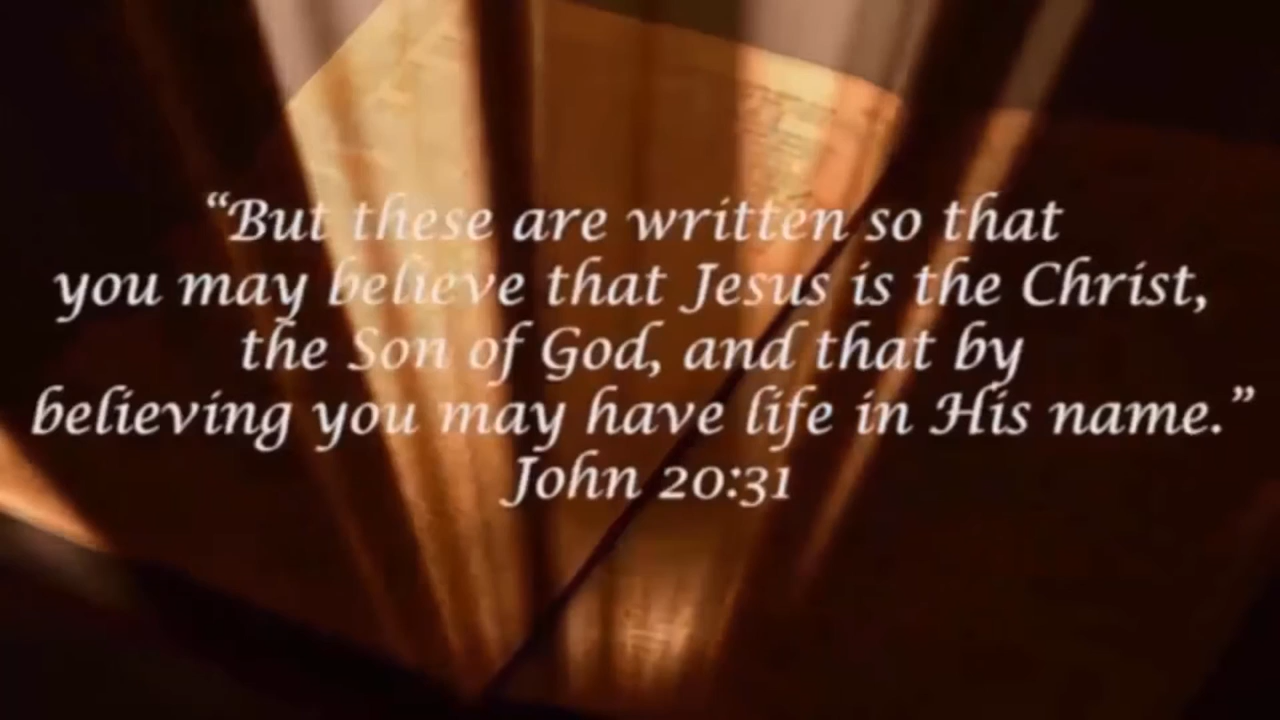 “But these are written so that
you may believe that Jesus is the Christ,
the Son of God, and that by
believing you may have life in His name.”
John 20:31